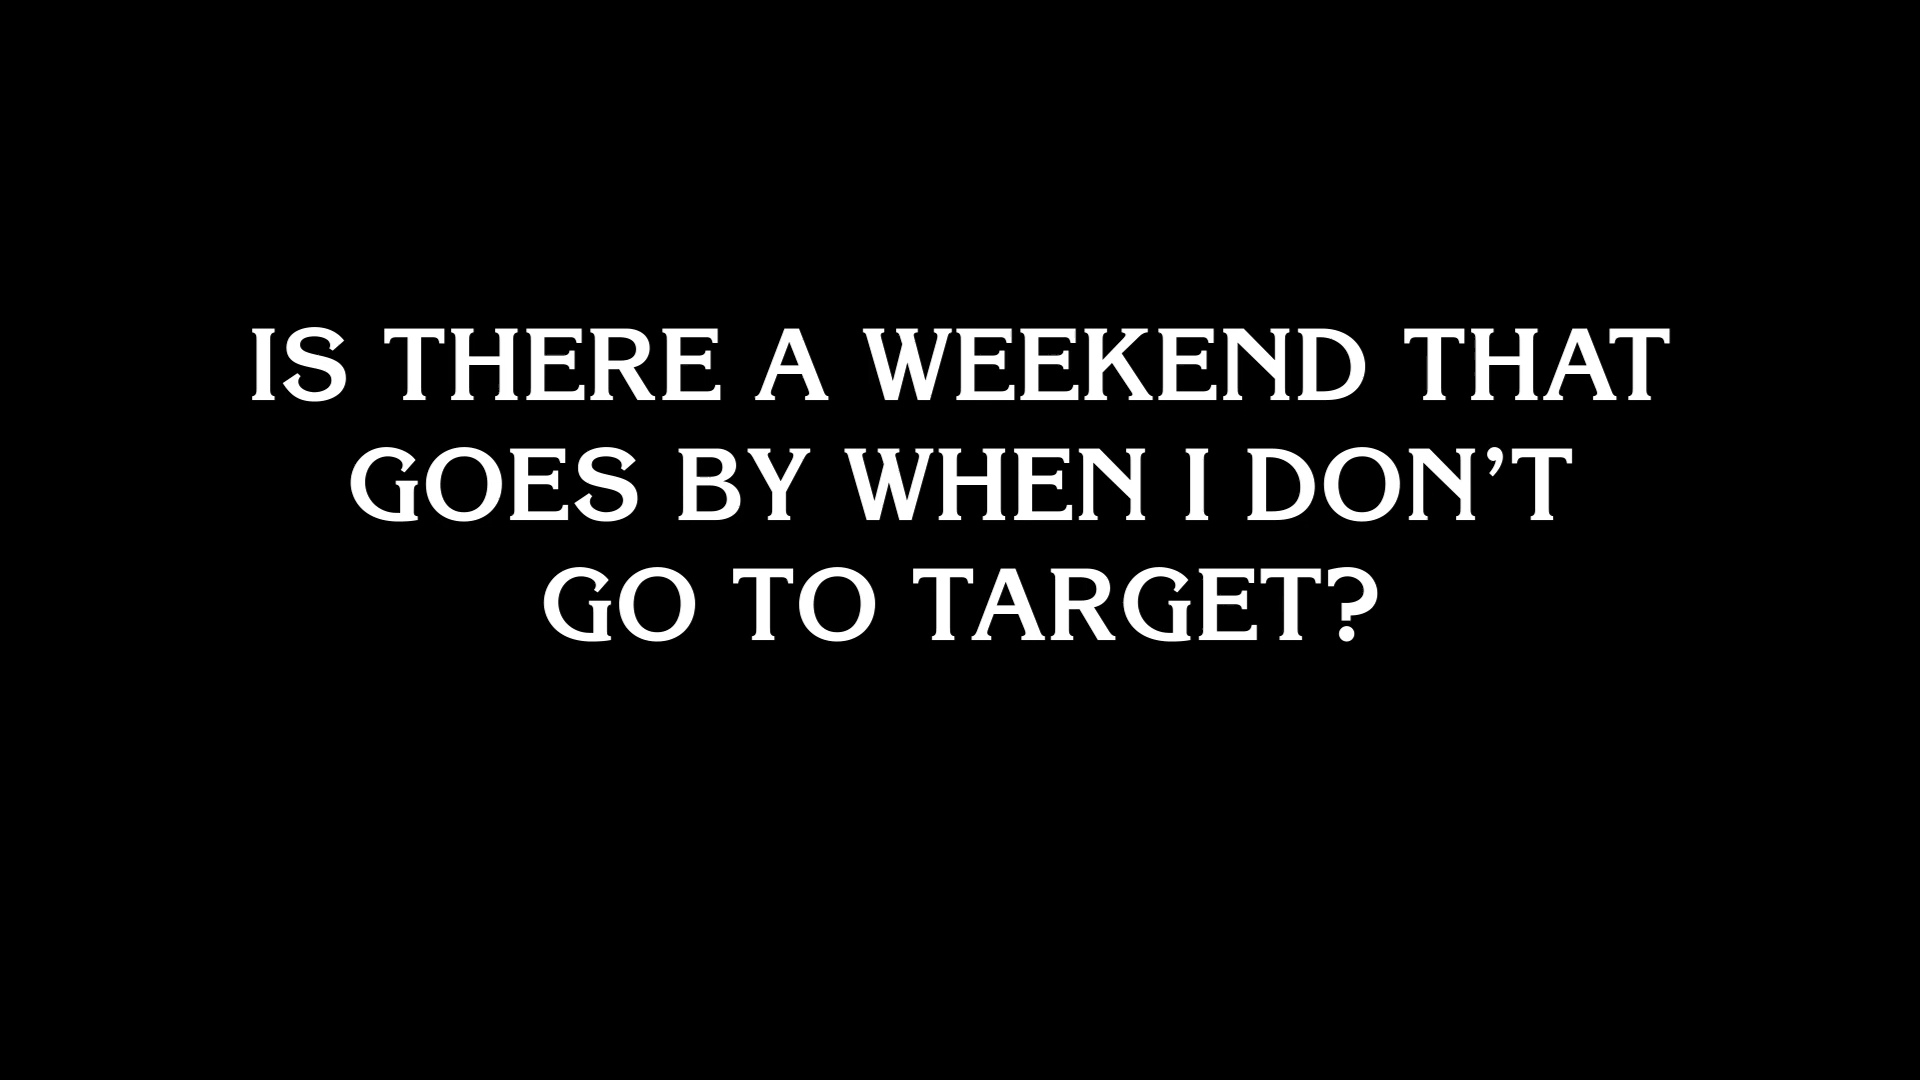 IS THERE A WEEKEND THAT
GOES BY WHEN I DON’T
GO TO TARGET?